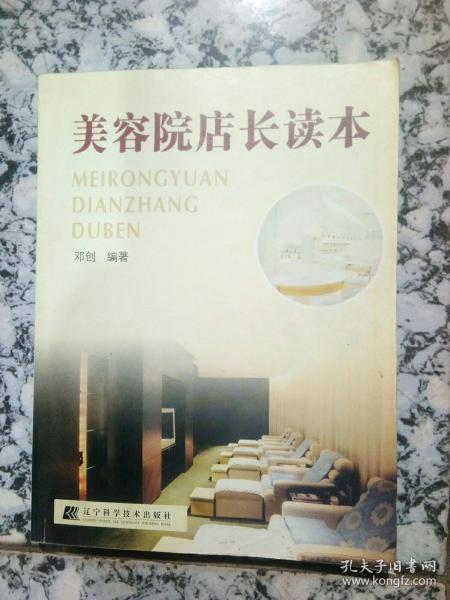 美容院店长读本
MEIRONGYUAN
DIANZHANG
DUBEN
邓创 编著
辽宁科学技术出版社
孔夫子旧书网
www.kongfz.com